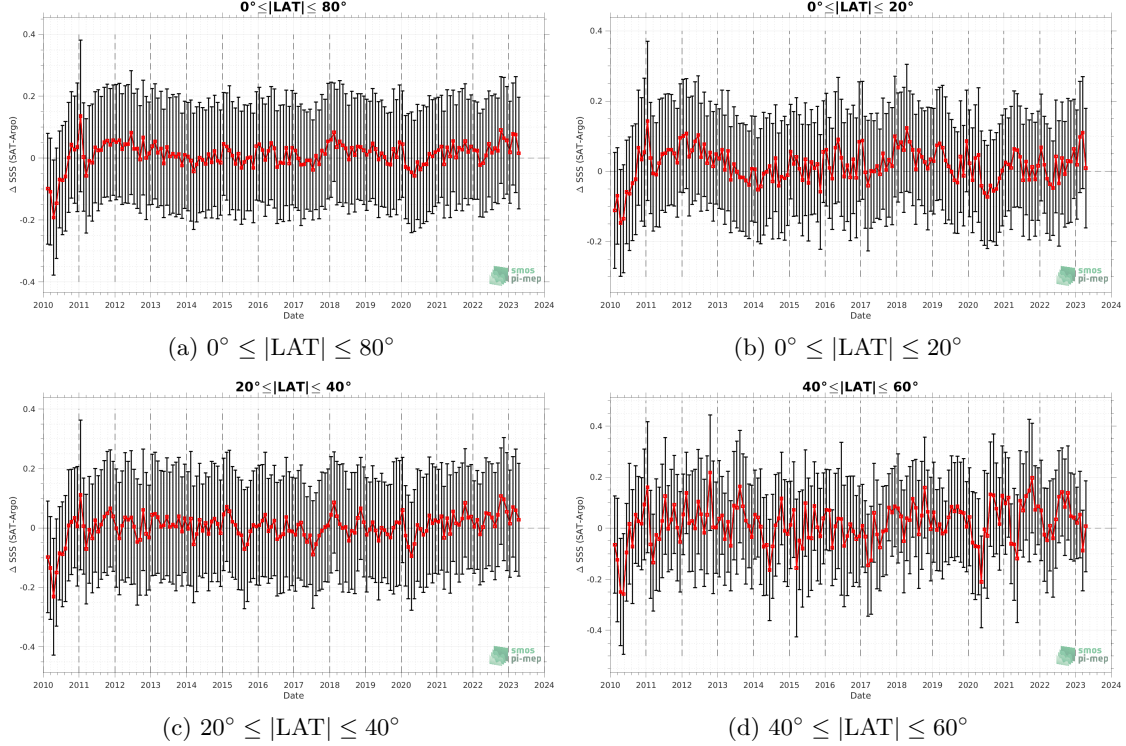 0°≤|LAT|≤ 80°
Δ SSS (SAT-Argo)
0.4
0.2
0
-0.2
-0.4
2010 2011 2012 2013 2014 2015 2016 2017 2018 2019 2020 2021 2022 2023 2024
Date
smos
pi-mep
(a) 0° ≤ |LAT| ≤ 80°
0°≤|LAT|≤ 20°
Δ SSS (SAT-Argo)
0.4
0.2
0
-0.2
2010 2011 2012 2013 2014 2015 2016 2017 2018 2019 2020 2021 2022 2023 2024
Date
smos
pi-mep
(b) 0° ≤ |LAT| ≤ 20°
20°≤|LAT|≤ 40°
Δ SSS (SAT-Argo)
0.4
0.2
0
-0.2
-0.4
2010 2011 2012 2013 2014 2015 2016 2017 2018 2019 2020 2021 2022 2023 2024
Date
smos
pi-mep
(c) 20° ≤ |LAT| ≤ 40°
40°≤|LAT|≤ 60°
Δ SSS (SAT-Argo)
0.4
0.2
0
-0.2
-0.4
2010 2011 2012 2013 2014 2015 2016 2017 2018 2019 2020 2021 2022 2023 2024
Date
smos
pi-mep
(d) 40° ≤ |LAT| ≤ 60°